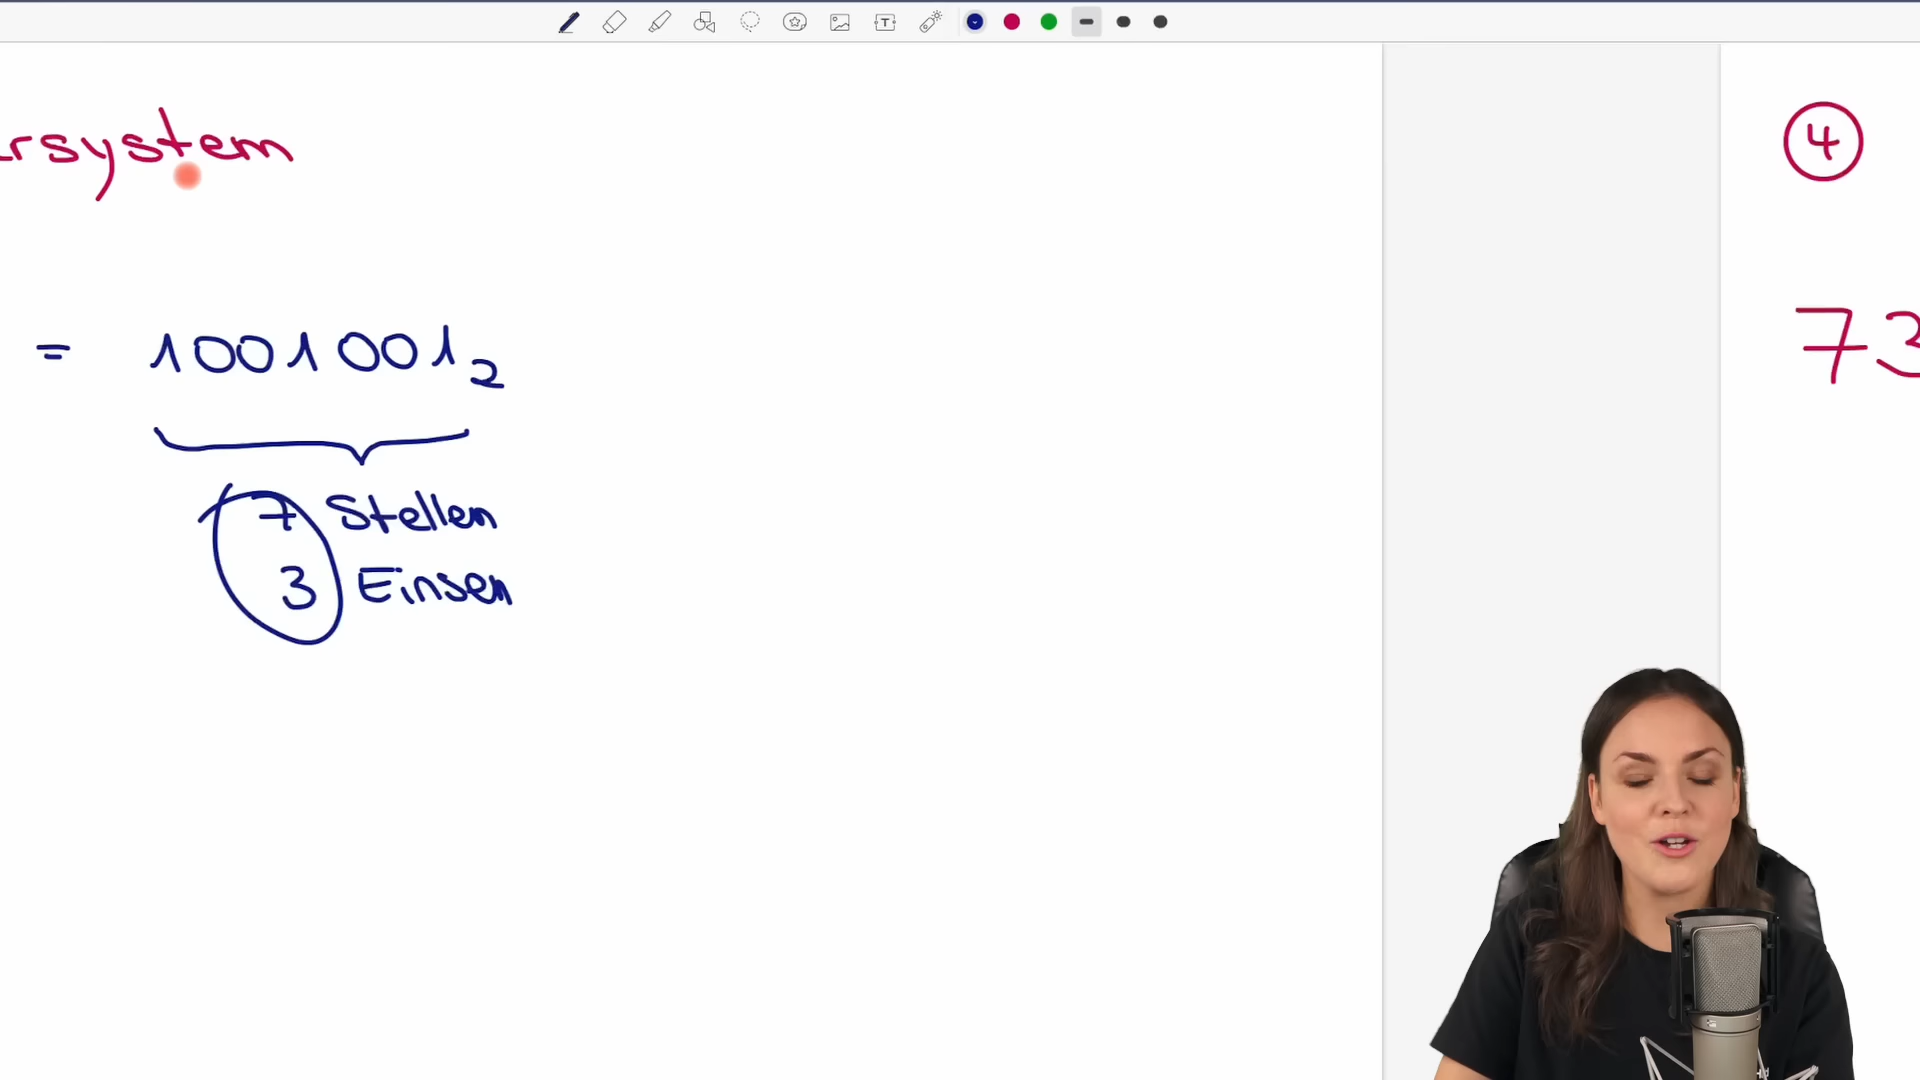 rsystem
= 1001001₂
7 Stellen
3 Einsen
4
73